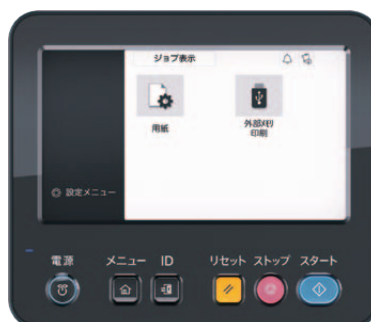 ジョブ表示
用紙
外部ﾒﾓﾘ
印刷
設定メニュー
電源 メニュー ID リセット ストップ スタート